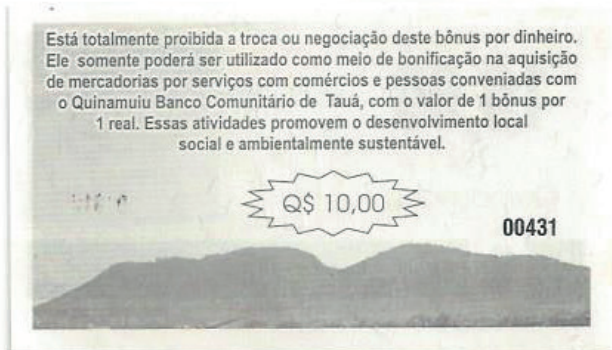 Está totalmente proibida a troca ou negociação deste bônus por dinheiro.
Ele somente poderá ser utilizado como meio de bonificação na aquisição
de mercadorias por serviços com comércios e pessoas conveniadas com
o Quinamuiu Banco Comunitário de Tauá, com o valor de 1 bônus por
1 real. Essas atividades promovem o desenvolvimento local
social e ambientalmente sustentável.
Q$ 10,00
00431